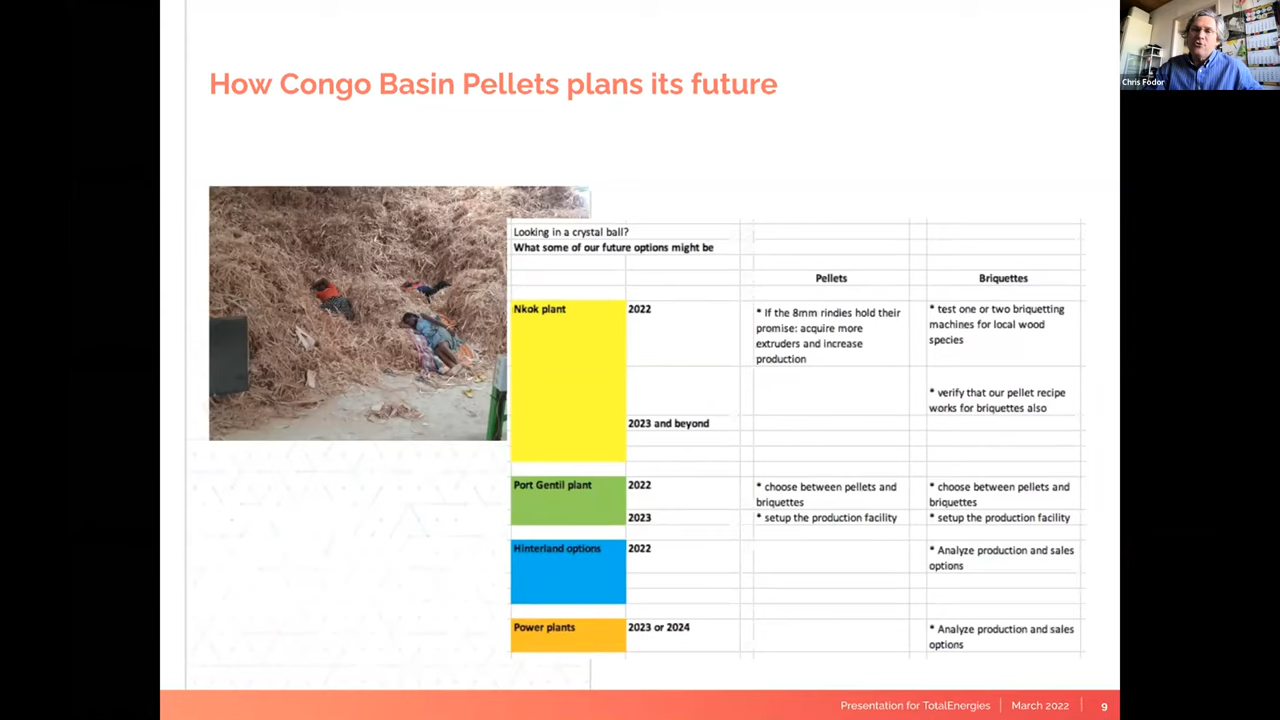 How Congo Basin Pellets plans its future
Chris Fodor
Looking in a crystal ball?
What some of our future options might be
Pellets
Briquettes
Nkok plant
2022
* If the 8mm rindies hold their
promise: acquire more
extruders and increase
production
* test one or two briquetting
machines for local wood
species
* verify that our pellet recipe
works for briquettes also
2023 and beyond
Port Gentil plant
2022
* choose between pellets and
briquettes
* choose between pellets and
briquettes
2023
* setup the production facility
* setup the production facility
Hinterland options
2022
* Analyze production and sales
options
Power plants
2023 or 2024
* Analyze production and sales
options
Presentation for TotalEnergies
March 2022
9